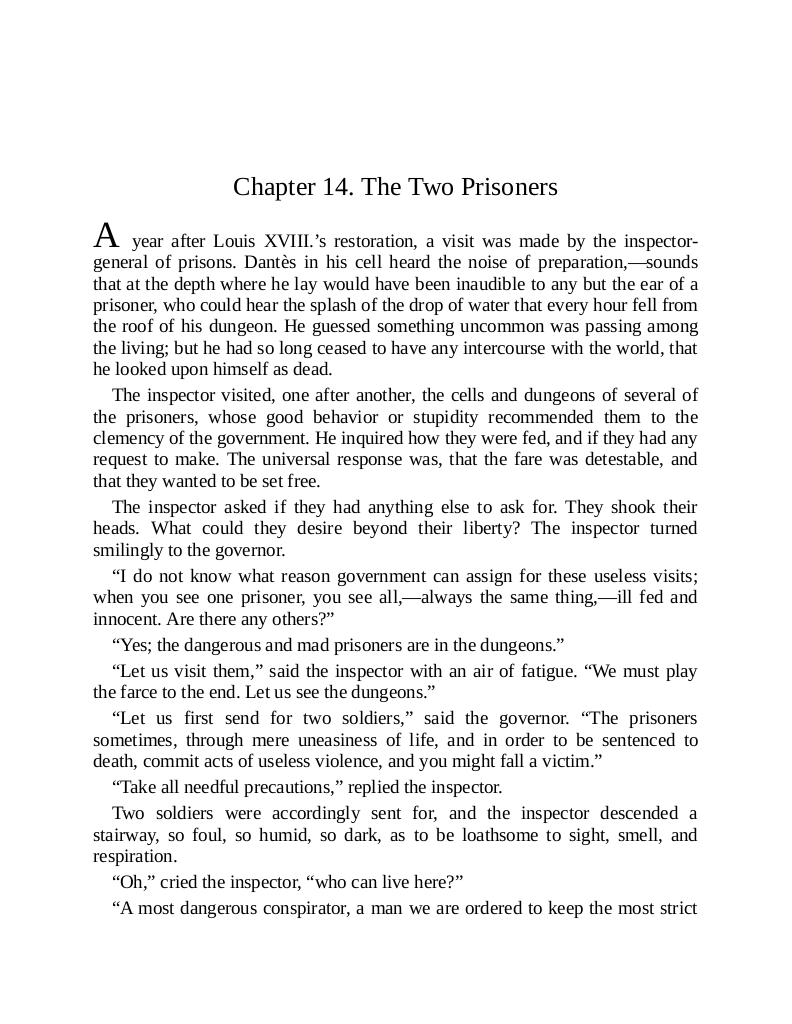 Chapter 14. The Two Prisoners
A year after Louis XVIII.’s restoration, a visit was made by the inspector-
general of prisons. Dantès in his cell heard the noise of preparation,—sounds
that at the depth where he lay would have been inaudible to any but the ear of a
prisoner, who could hear the splash of the drop of water that every hour fell from
the roof of his dungeon. He guessed something uncommon was passing among
the living; but he had so long ceased to have any intercourse with the world, that
he looked upon himself as dead.
The inspector visited, one after another, the cells and dungeons of several of
the prisoners, whose good behavior or stupidity recommended them to the
clemency of the government. He inquired how they were fed, and if they had any
request to make. The universal response was, that the fare was detestable, and
that they wanted to be set free.
The inspector asked if they had anything else to ask for. They shook their
heads. What could they desire beyond their liberty? The inspector turned
smilingly to the governor.
“I do not know what reason government can assign for these useless visits;
when you see one prisoner, you see all,—always the same thing,—ill fed and
innocent. Are there any others?”
“Yes; the dangerous and mad prisoners are in the dungeons.”
“Let us visit them,” said the inspector with an air of fatigue. “We must play
the farce to the end. Let us see the dungeons.”
“Let us first send for two soldiers,” said the governor. “The prisoners
sometimes, through mere uneasiness of life, and in order to be sentenced to
death, commit acts of useless violence, and you might fall a victim.”
“Take all needful precautions,” replied the inspector.
Two soldiers were accordingly sent for, and the inspector descended a
stairway, so foul, so humid, so dark, as to be loathsome to sight, smell, and
respiration.
“Oh,” cried the inspector, “who can live here?”
“A most dangerous conspirator, a man we are ordered to keep the most strict